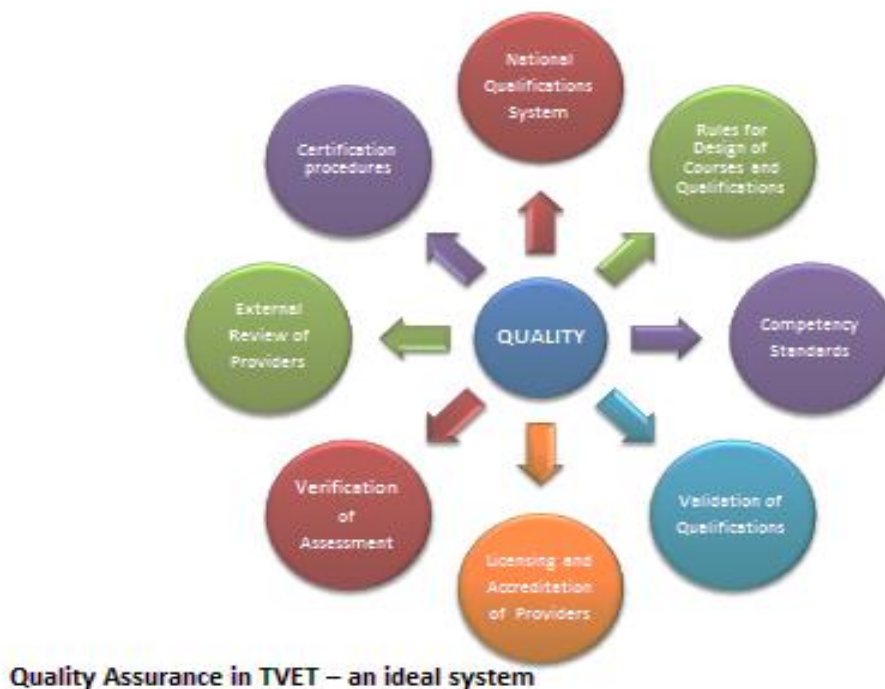 National
Qualifications
System
Rules for
Design of
Courses and
Qualifications
Competency
Standards
Validation of
Qualifications
Licensing and
Accreditation
of Providers
Verification
of
Assessment
External
Review of
Providers
Certification
procedures
QUALITY
Quality Assurance in TVET – an ideal system